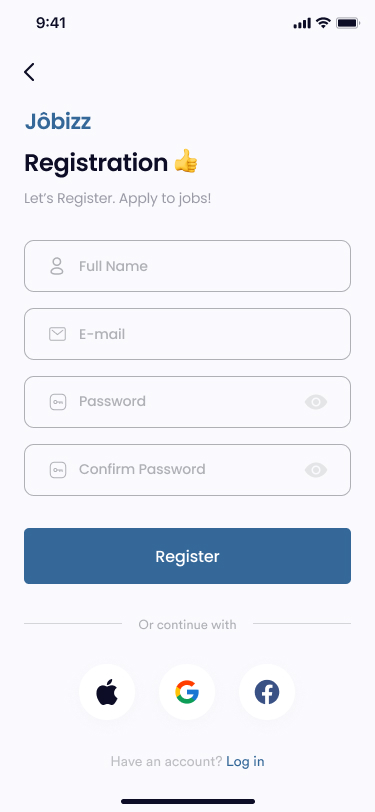 9:41
Jôbizz
Registration 👍
Let's Register. Apply to jobs!
Full Name
E-mail
Password
Confirm Password
Register
Or continue with
Have an account? Log in